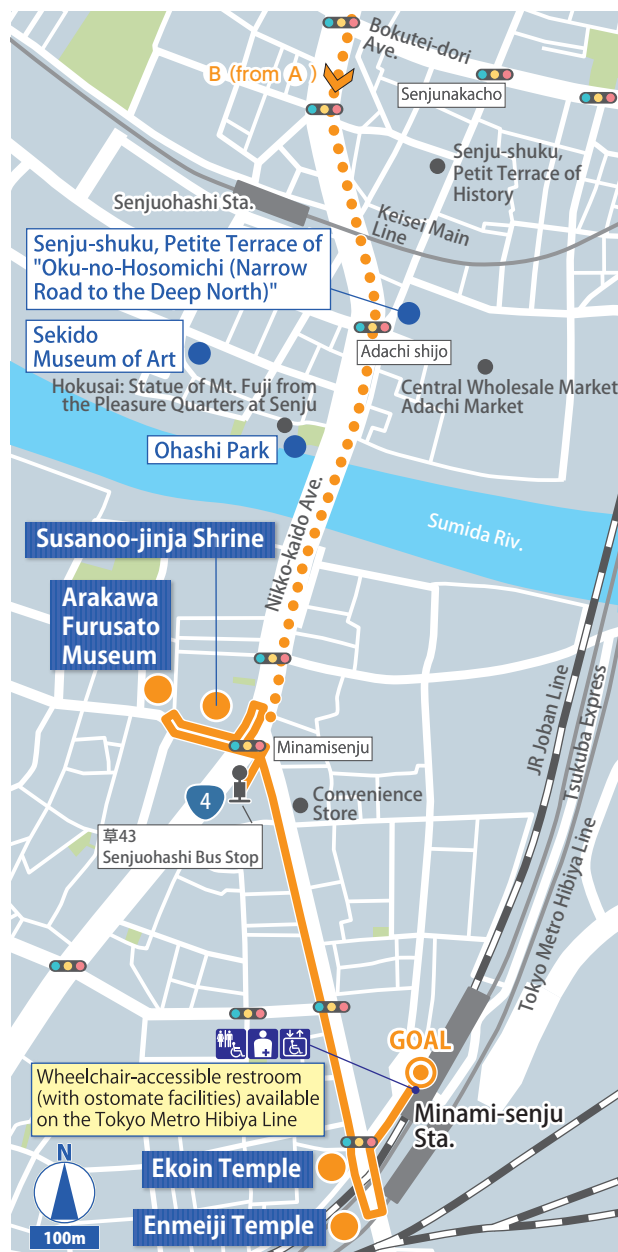 Bokutei-dori
Ave.
B (from A )
Senjunakacho
Senju-shuku,
Petit Terrace of
History
Senjuohashi Sta.
Keisei Main
Line
Senju-shuku, Petite Terrace of
"Oku-no-Hosomichi (Narrow
Road to the Deep North)"
Sekido
Museum of Art
Adachi shijo
Central Wholesale Market
Adachi Market
Hokusai: Statue of Mt. Fuji from
the Pleasure Quarters at Senju
Ohashi Park
Nikko-kaido Ave.
Sumida Riv.
Susanoo-jinja Shrine
Arakawa
Furusato
Museum
JR Joban Line
Tsukuba Express
Tokyo Metro Hibiya Line
Minamisenju
4
Convenience
Store
草43
Senjuohashi Bus Stop
GOAL
Wheelchair-accessible restroom
(with ostomate facilities) available
on the Tokyo Metro Hibiya Line
Minami-senju
Sta.
Ekoin Temple
Enmeiji Temple
N
100m